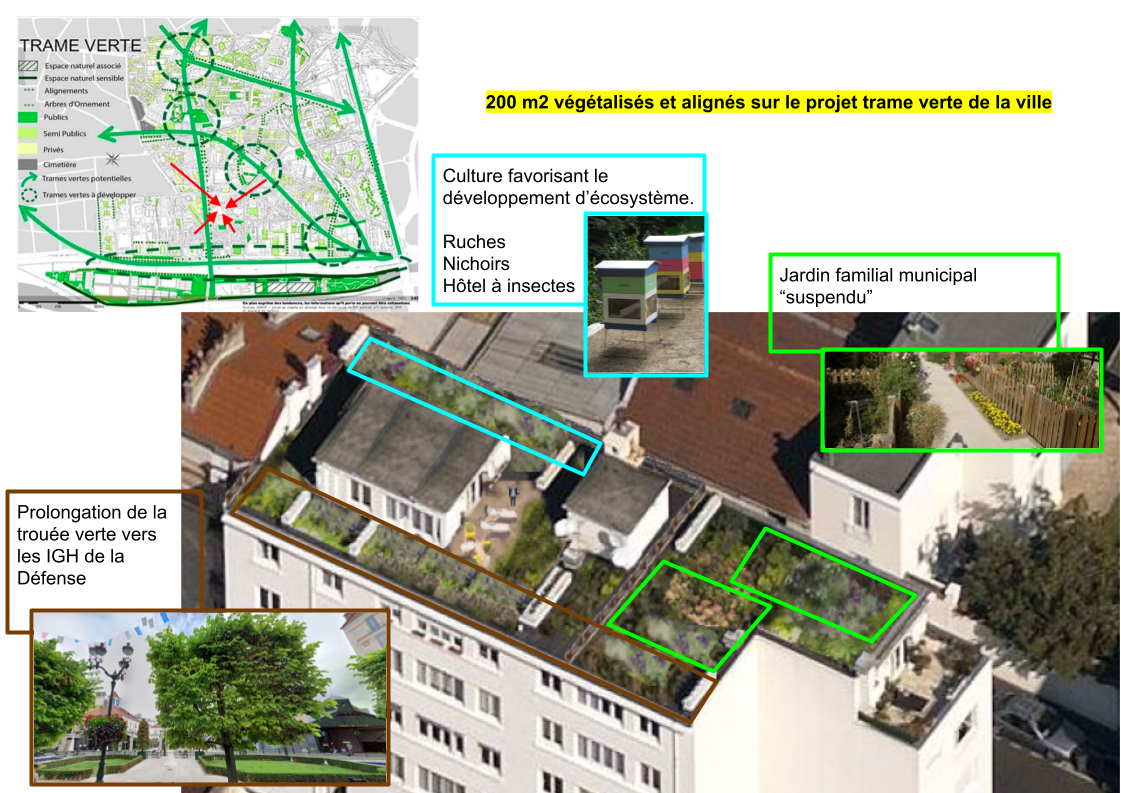 TRAME VERTE
Espace naturel associé
Espace naturel sensible
Alignements
Arbres d'Ornement
Publics
Semi Publics
Privés
Cimetière
Trames vertes potentielles
Trames vertes à développer
200 m2 végétalisés et alignés sur le projet trame verte de la ville
Culture favorisant le
développement d’écosystème.
Ruches
Nichoirs
Hôtel à insectes
Jardin familial municipal
“suspendu”
Prolongation de la
trouée verte vers
les IGH de la
Défense